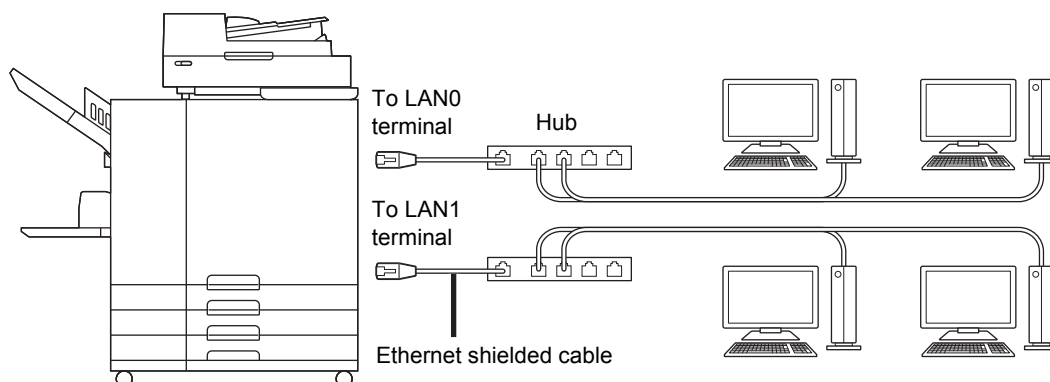 To LAN0
terminal
Hub
To LAN1
terminal
Ethernet shielded cable